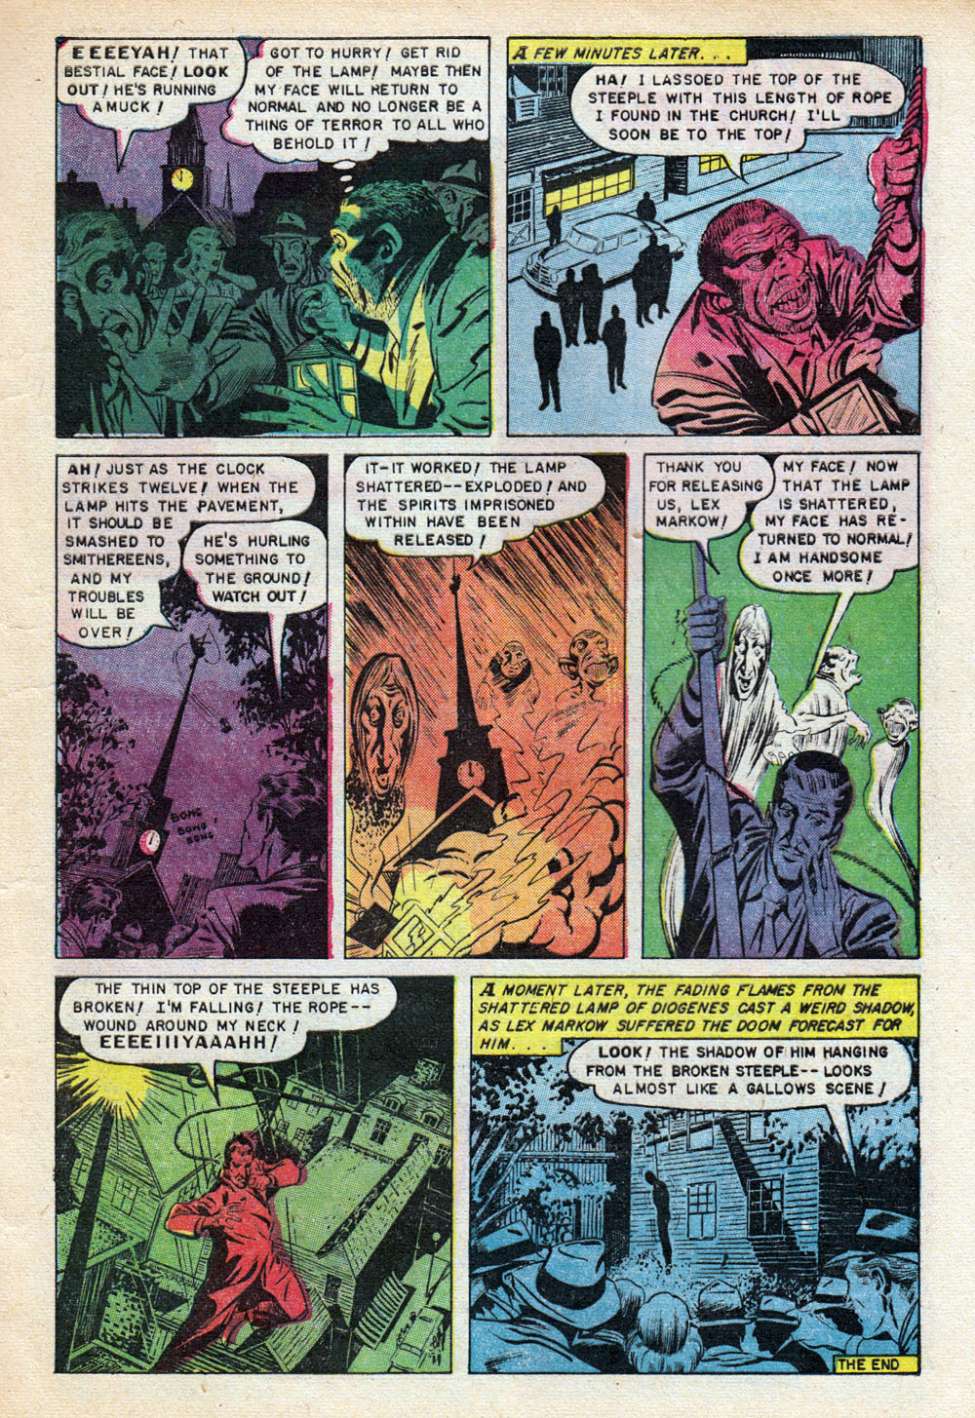 EEEEYAH! THAT
BESTIAL FACE! LOOK
OUT! HE'S RUNNING
AMUCK!
GOT TO HURRY! GET RID
OF THE LAMP! MAYBE THEN
MY FACE WILL RETURN TO
NORMAL AND NO LONGER BE A
THING OF TERROR TO ALL WHO
BEHOLD IT!
A FEW MINUTES LATER...
HA! I LASSOED THE TOP OF THE
STEEPLE WITH THIS LENGTH OF ROPE
I FOUND IN THE CHURCH! I'LL
SOON BE TO THE TOP!
AH! JUST AS THE CLOCK
STRIKES TWELVE! WHEN THE
LAMP HITS THE PAVEMENT,
IT SHOULD BE
SMASHED TO
SMITHEREENS,
AND MY
TROUBLES
WILL BE
OVER!
HE'S HURLING
SOMETHING TO
THE GROUND!
WATCH OUT!
BONG
BONG
BONG
IT-IT WORKED! THE LAMP
SHATTERED--EXPLODED! AND
THE SPIRITS IMPRISONED
WITHIN HAVE BEEN
RELEASED!
THANK YOU
FOR RELEASING
US, LEX
MARKOW!
MY FACE! NOW
THAT THE LAMP
IS SHATTERED,
MY FACE HAS RE-
TURNED TO NORMAL!
I AM HANDSOME
ONCE MORE!
THE THIN TOP OF THE STEEPLE HAS
BROKEN! I'M FALLING! THE ROPE--
WOUND AROUND MY NECK!
EEEEIIIYAAAHH!
A MOMENT LATER, THE FADING FLAMES FROM THE
SHATTERED LAMP OF DIOGENES CAST A WEIRD SHADOW,
AS LEX MARKOW SUFFERED THE DOOM FORECAST FOR
HIM...
LOOK! THE SHADOW OF HIM HANGING
FROM THE BROKEN STEEPLE--LOOKS
ALMOST LIKE A GALLOWS SCENE!
THE END